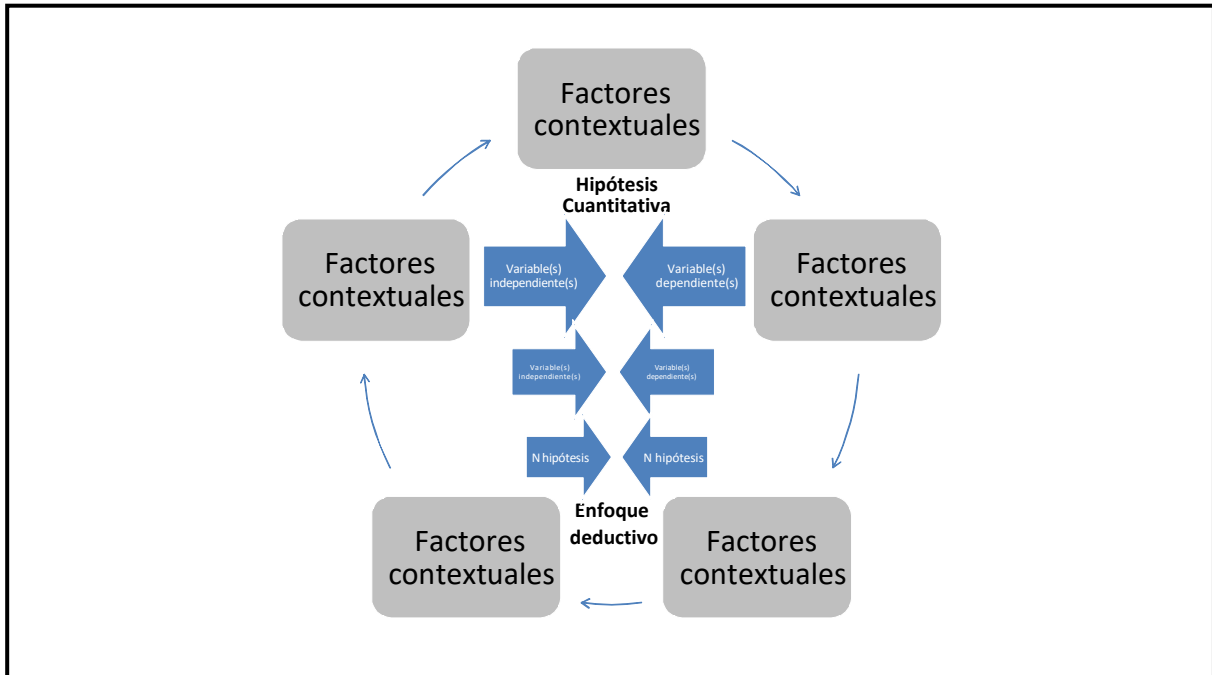 Factores
contextuales
Hipótesis
Cuantitativa
Factores
contextuales
Variable(s)
independiente(s)
Variable(s)
dependiente(s)
Factores
contextuales
Variable(s)
independiente(s)
Variable(s)
dependiente(s)
N hipótesis
N hipótesis
Enfoque
deductivo
Factores
contextuales
Factores
contextuales